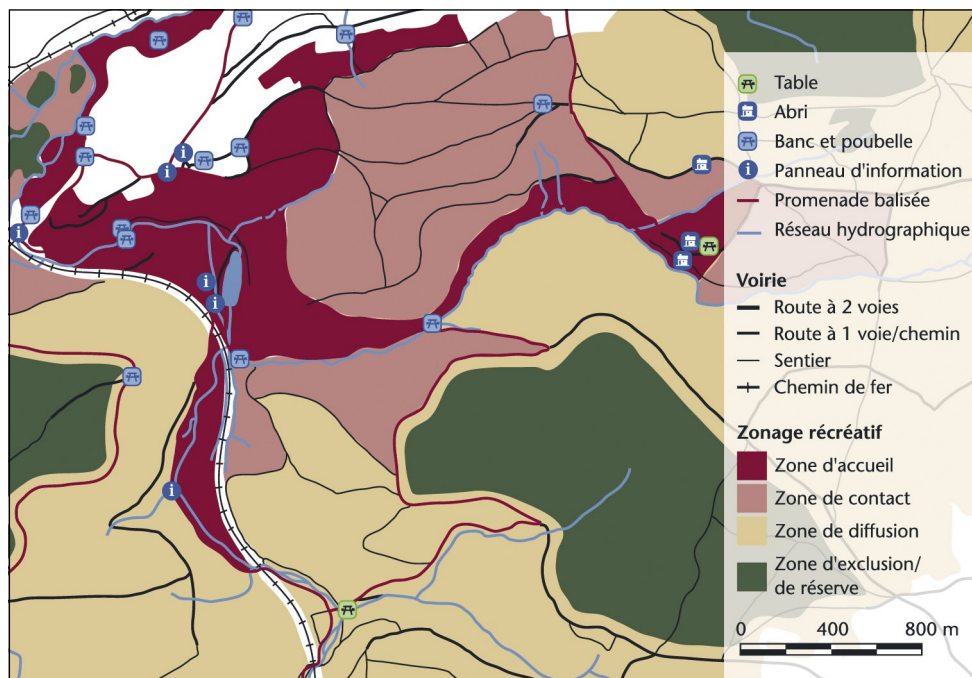 Table
Abri
Banc et poubelle
Panneau d'information
Promenade balisée
Réseau hydrographique
Voirie
Route à 2 voies
Route à 1 voie/chemin
Sentier
Chemin de fer
Zonage récréatif
Zone d'accueil
Zone de contact
Zone de diffusion
Zone d'exclusion/
de réserve
0 400 800 m